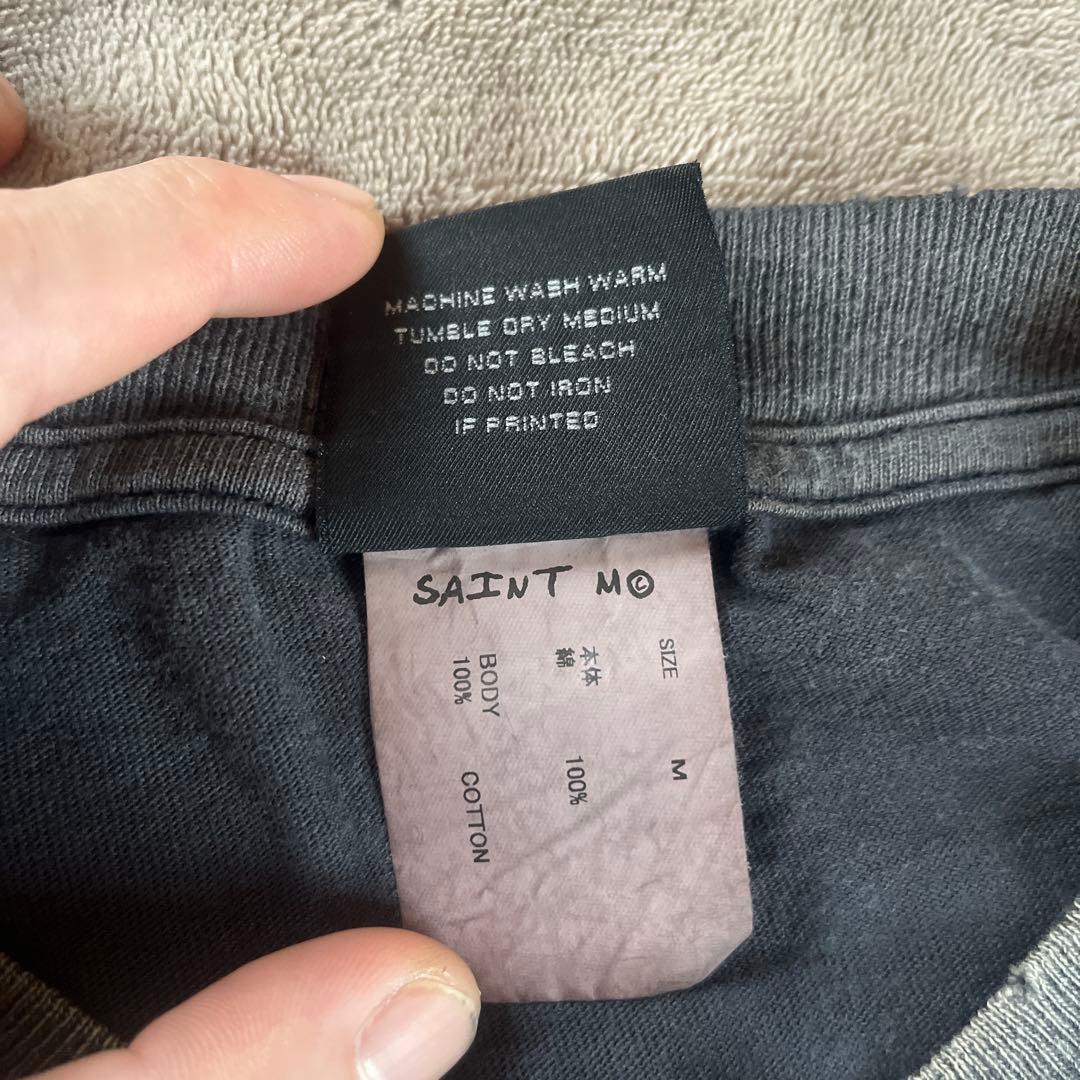 MACHINE WASH WARM
TUMBLE DRY MEDIUM
DO NOT BLEACH
DO NOT IRON
IF PRINTED
SAINT M©
SIZE M
本体
綿 100%
BODY
100% COTTON